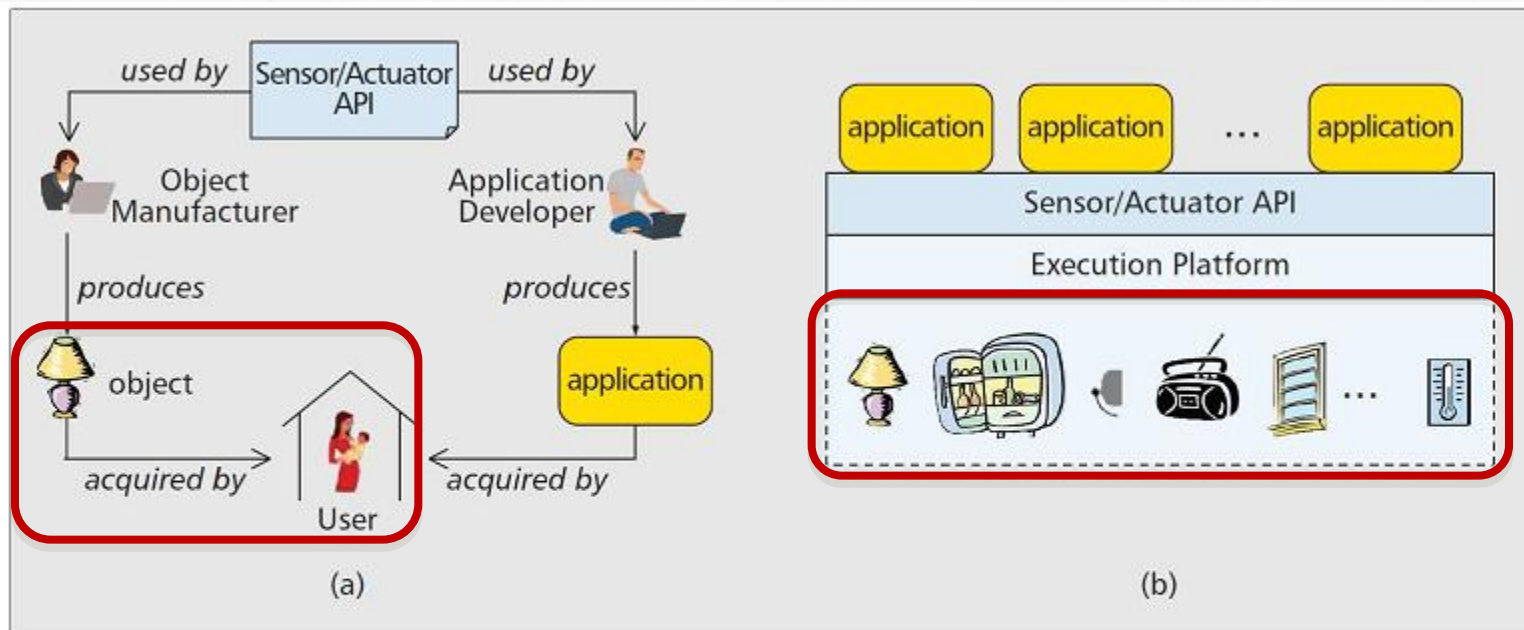 used by
Sensor/Actuator
API
used by
Object
Manufacturer
Application
Developer
produces
produces
object
application
acquired by
acquired by
User
(a)
application
application
...
application
Sensor/Actuator API
Execution Platform
...
(b)